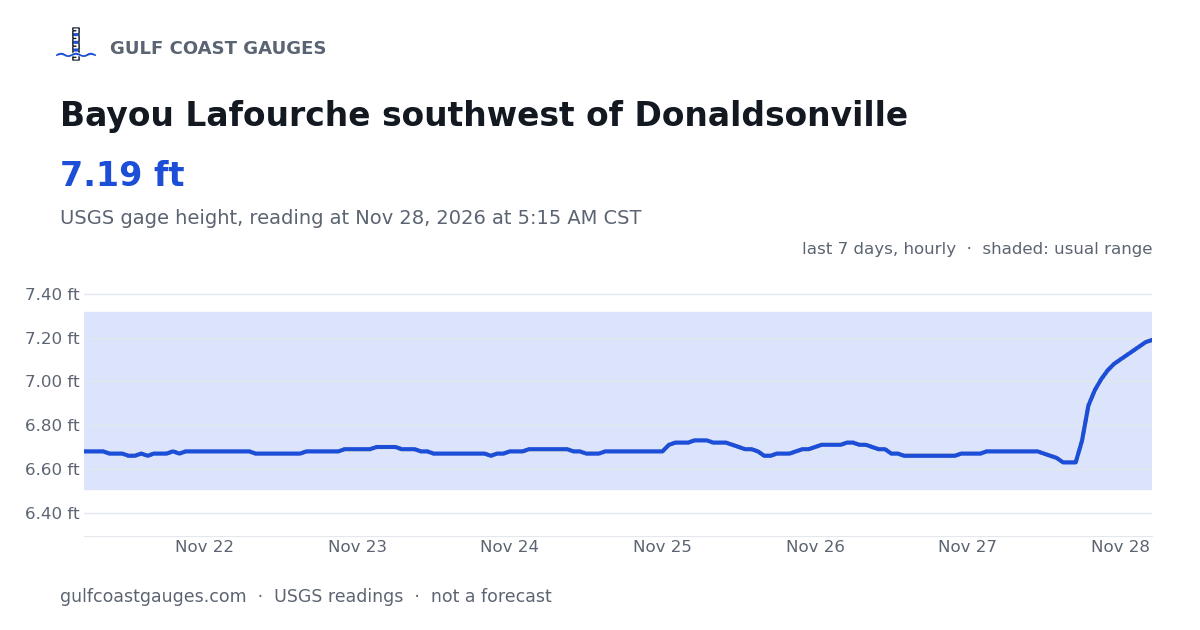 GULF COAST GAUGES
Bayou Lafourche southwest of Donaldsonville
7.19 ft
USGS gage height, reading at Nov 28, 2026 at 5:15 AM CST
last 7 days, hourly · shaded: usual range
7.40 ft
7.20 ft
7.00 ft
6.80 ft
6.60 ft
6.40 ft
Nov 22 Nov 23 Nov 24 Nov 25 Nov 26 Nov 27 Nov 28
gulfcoastgauges.com · USGS readings · not a forecast